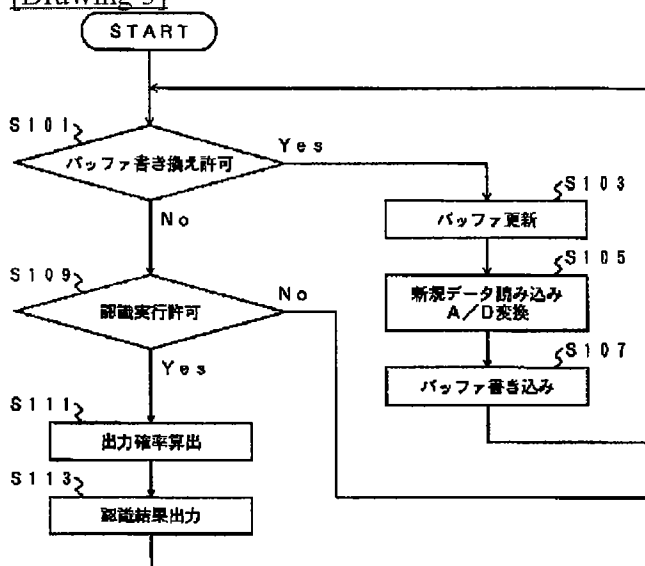 [Drawing 3]
START
S101
バッファ書き換え許可
Yes
No
S103
バッファ更新
S105
新規データ読み込み
A/D変換
S107
バッファ書き込み
S109
認識実行許可
No
Yes
S111
出力確率算出
S113
認識結果出力